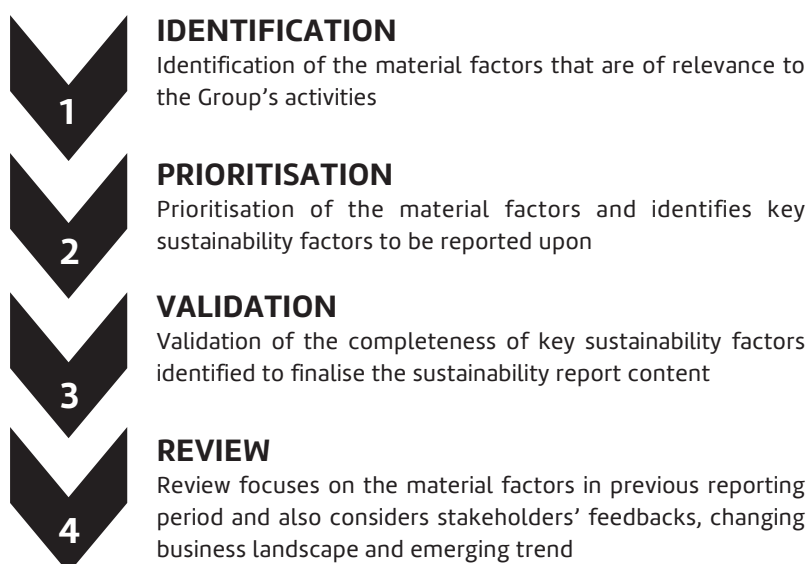 IDENTIFICATION
Identification of the material factors that are of relevance to
the Group's activities
1
PRIORITISATION
Prioritisation of the material factors and identifies key
sustainability factors to be reported upon
2
VALIDATION
Validation of the completeness of key sustainability factors
identified to finalise the sustainability report content
3
REVIEW
Review focuses on the material factors in previous reporting
period and also considers stakeholders' feedbacks, changing
business landscape and emerging trend
4